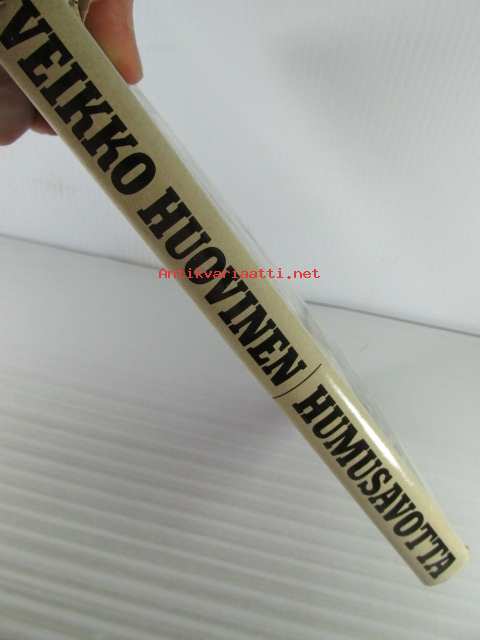 VEIKKO HUOVINEN / HUMUSAVOTTA
Antikvariaatti.net